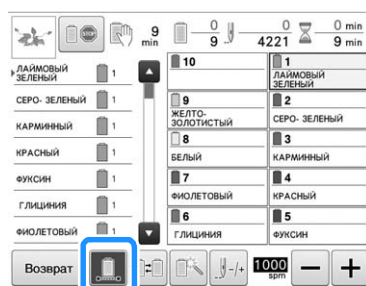 9 min
0 9
0 4221
0 min 9 min
ЛАЙМОВЫЙ ЗЕЛЕНЫЙ 1
СЕРО- ЗЕЛЕНЫЙ 1
КАРМИННЫЙ 1
КРАСНЫЙ 1
ФУКСИН 1
ГЛИЦИНИЯ 1
ФИОЛЕТОВЫЙ 1
10
1
ЛАЙМОВЫЙ
ЗЕЛЕНЫЙ
9
ЖЕЛТО-
ЗОЛОТИСТЫЙ
2
СЕРО- ЗЕЛЕНЫЙ
8
БЕЛЫЙ
3
КАРМИННЫЙ
7
ФИОЛЕТОВЫЙ
4
КРАСНЫЙ
6
ГЛИЦИНИЯ
5
ФУКСИН
Возврат
-/+
1000
spm
− +